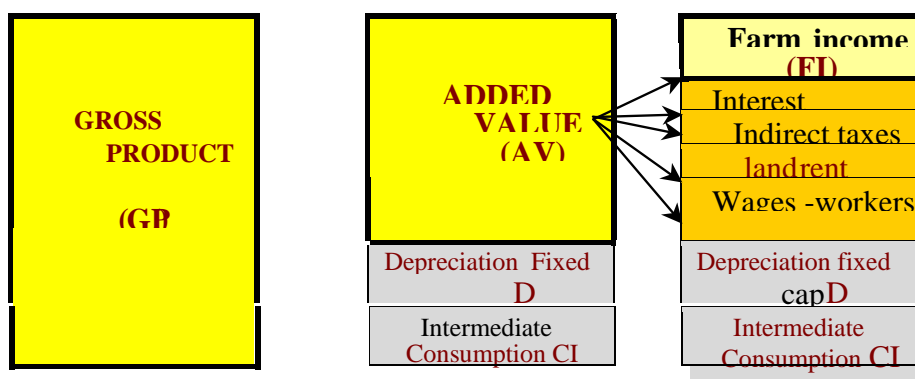 GROSS
PRODUCT
(GP
ADDED
VALUE
(AV)
Depreciation Fixed
D
Intermediate
Consumption CI
Farm income
(FI)
Interest
Indirect taxes
landrent
Wages -workers
Depreciation fixed
capD
Intermediate
Consumption CI